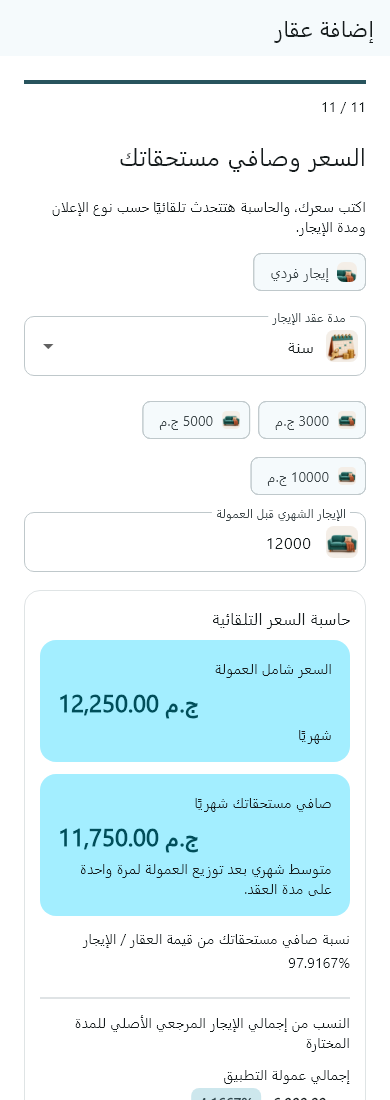 إضافة عقار
11 / 11
السعر وصافي مستحقاتك
اكتب سعرك، والحاسبة هتتحدث تلقائيًا حسب نوع الإعلان
ومدة الإيجار.
إيجار فردي
مدة عقد الإيجار
سنة
3000 ج.م
5000 ج.م
10000 ج.م
الإيجار الشهري قبل العمولة
12000
حاسبة السعر التلقائية
السعر شامل العمولة
12,250.00 ج.م
شهريًا
صافي مستحقاتك شهريًا
11,750.00 ج.م
متوسط شهري بعد توزيع العمولة لمرة واحدة
على مدة العقد.
نسبة صافي مستحقاتك من قيمة العقار / الإيجار
97.9167%
النسب من إجمالي الإيجار المرجعي الأصلي للمدة
المختارة
إجمالي عمولة التطبيق